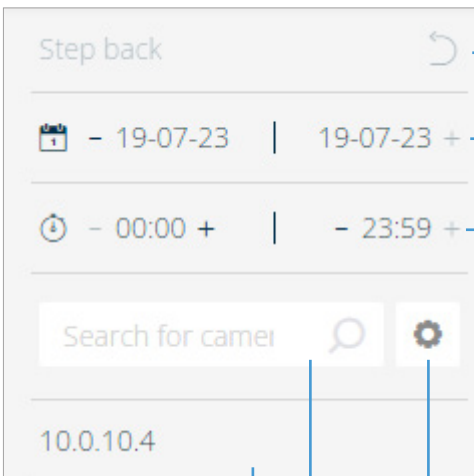 Step back
1 – 19-07-23 | 19-07-23 +
– 00:00 + | – 23:59 +
Search for camer
10.0.10.4